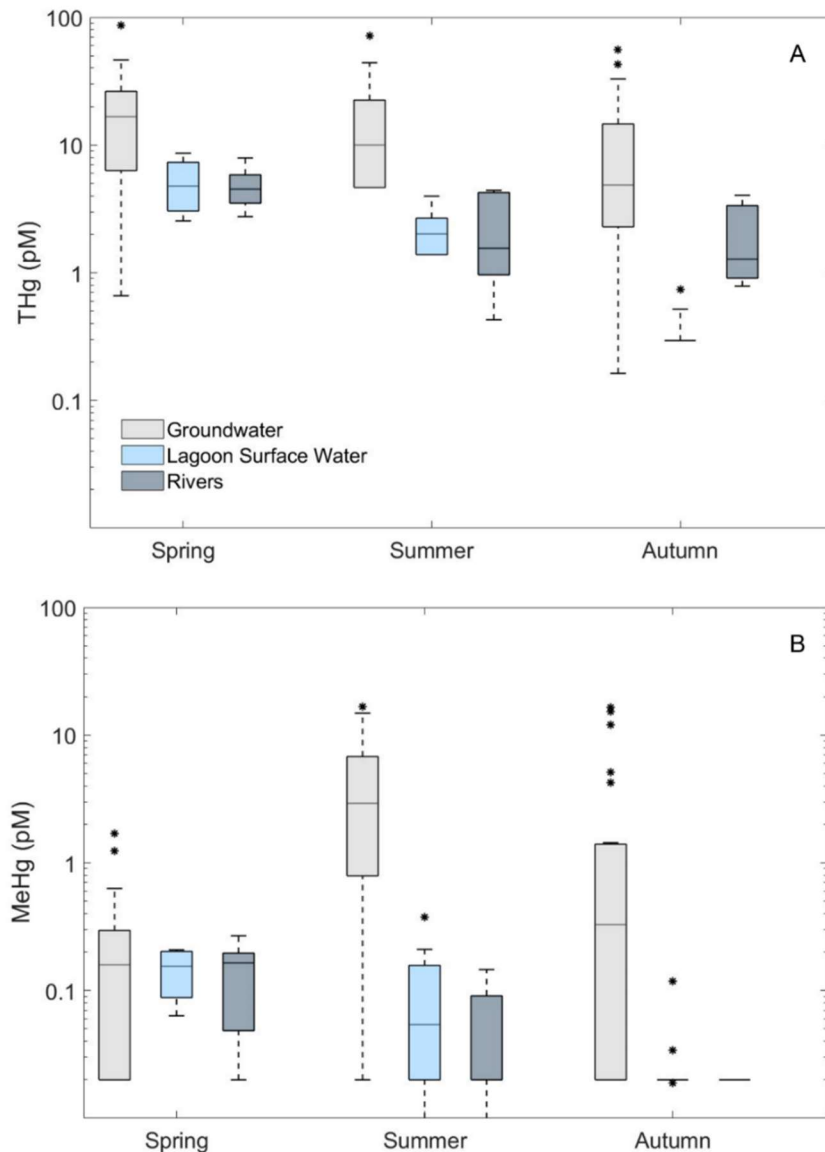 100
A
10
THg (pM)
1
0.1
Groundwater
Lagoon Surface Water
Rivers
Spring Summer Autumn
100
B
10
MeHg (pM)
1
0.1
Spring Summer Autumn